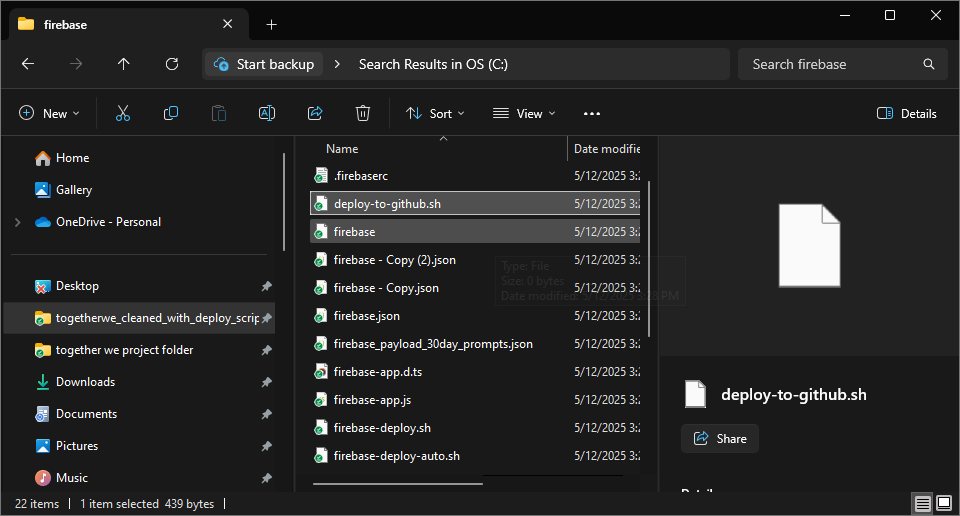 firebase
Start backup
Search Results in OS (C:)
Search firebase
New
Sort
View
Details
Home
Gallery
OneDrive - Personal
Desktop
togetherwe_cleaned_with_deploy_scrip
together we project folder
Downloads
Documents
Pictures
Music
Name Date modifie
.firebaserc 5/12/2025 3:2
deploy-to-github.sh 5/12/2025 3:2
firebase 5/12/2025 3:2
firebase - Copy (2).json 5/12/2025 3:2
firebase - Copy.json 5/12/2025 3:2
firebase.json 5/12/2025 3:2
firebase_payload_30day_prompts.json 5/12/2025 3:2
firebase-app.d.ts 5/12/2025 3:2
firebase-app.js 5/12/2025 3:2
firebase-deploy.sh 5/12/2025 3:2
firebase-deploy-auto.sh 5/12/2025 3:2
Type: File
Size: 0 bytes
Date modified: 5/12/2025 3:28 PM
deploy-to-github.sh
Share
22 items 1 item selected 439 bytes